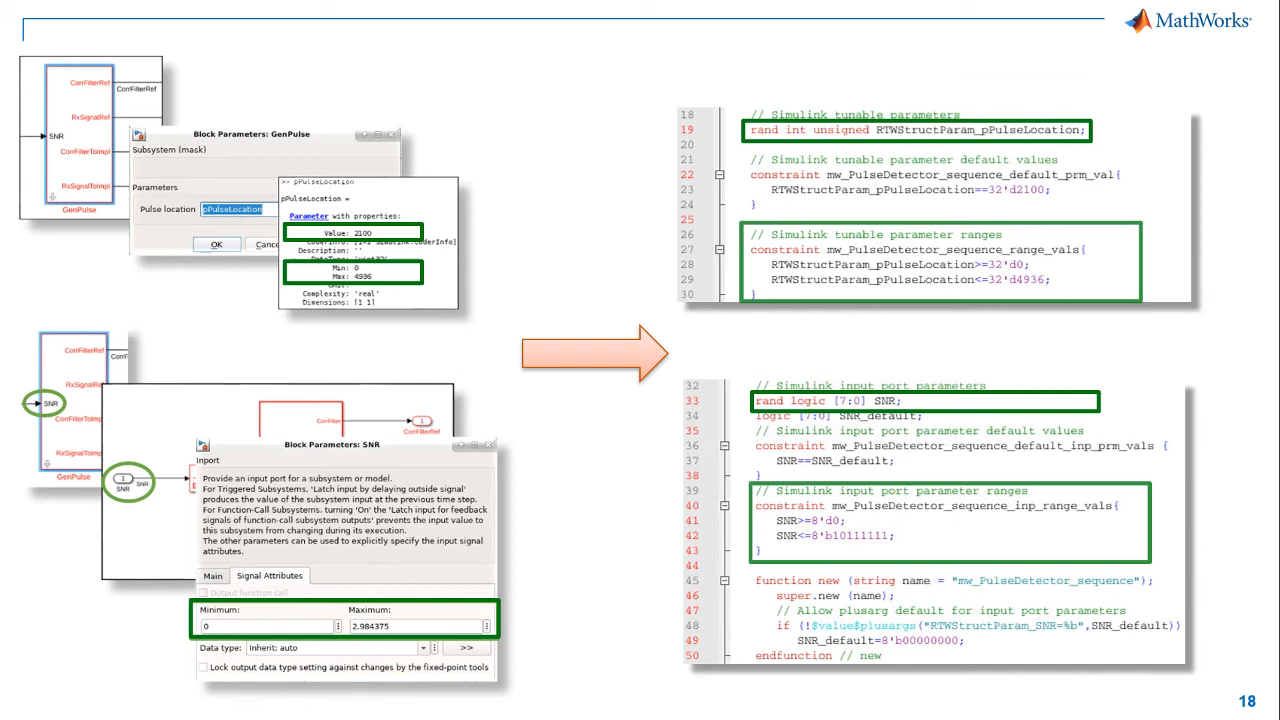 MathWorks®
CorrFilterRef
CorrFilterRef
RxSignalRef
SNR
CorrFilterToImpl
RxSignalToImpl
GenPulse
Block Parameters: GenPulse
Subsystem (mask)
Parameters
Pulse location pPulseLocation
OK
Cance
>> pPulseLocation
pPulseLocation =
Parameter with properties:
Value: 2100
Description: ''
Min: 0
Max: 4936
Complexity: 'real'
Dimensions: [1 1]
18 // Simulink tunable parameters
19 rand int unsigned RTWStructParam_pPulseLocation;
20
21 // Simulink tunable parameter default values
22 constraint mw_PulseDetector_sequence_default_prm_val{
23 RTWStructParam_pPulseLocation==32'd2100;
24 }
25
26 // Simulink tunable parameter ranges
27 constraint mw_PulseDetector_sequence_range_vals{
28 RTWStructParam_pPulseLocation>=32'd0;
29 RTWStructParam_pPulseLocation<=32'd4936;
30 }
CorrFilterRef
CorrF
RxSignalRe
SNR
CorrFilterToImp
RxSignalToImpl
GenPulse
1
SNR
SNR
CorrFilter
1
CorrFilterRef
Block Parameters: SNR
Inport
Provide an input port for a subsystem or model.
For Triggered Subsystems, 'Latch input by delaying outside signal'
produces the value of the subsystem input at the previous time step.
For Function-Call Subsystems, turning 'On' the 'Latch input for feedback
signals of function-call subsystem outputs' prevents the input value to
this subsystem from changing during its execution.
The other parameters can be used to explicitly specify the input signal
attributes.
Main Signal Attributes
Output function call
Minimum: Maximum:
0 2.984375
Data type: Inherit: auto >>
Lock output data type setting against changes by the fixed-point tools
32 // Simulink input port parameters
33 rand logic [7:0] SNR;
34 logic [7:0] SNR_default;
35 // Simulink input port parameter default values
36 constraint mw_PulseDetector_sequence_default_inp_prm_vals {
37 SNR==SNR_default;
38 }
39 // Simulink input port parameter ranges
40 constraint mw_PulseDetector_sequence_inp_range_vals{
41 SNR>=8'd0;
42 SNR<=8'b10111111;
43 }
44
45 function new (string name = "mw_PulseDetector_sequence");
46 super.new (name);
47 // Allow plusarg default for input port parameters
48 if (!$value$plusargs("RTWStructParam_SNR=%b",SNR_default))
49 SNR_default=8'b00000000;
50 endfunction // new
18